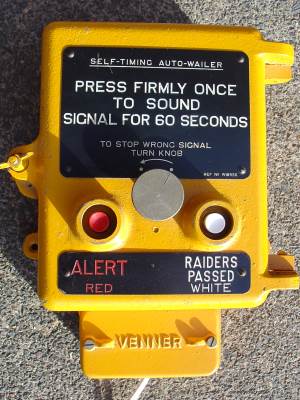 SELF-TIMING AUTO-WAILER
PRESS FIRMLY ONCE
TO SOUND
SIGNAL FOR 60 SECONDS
TO STOP WRONG SIGNAL
TURN KNOB
ALERT
RED
RAIDERS
PASSED
WHITE
VENNER